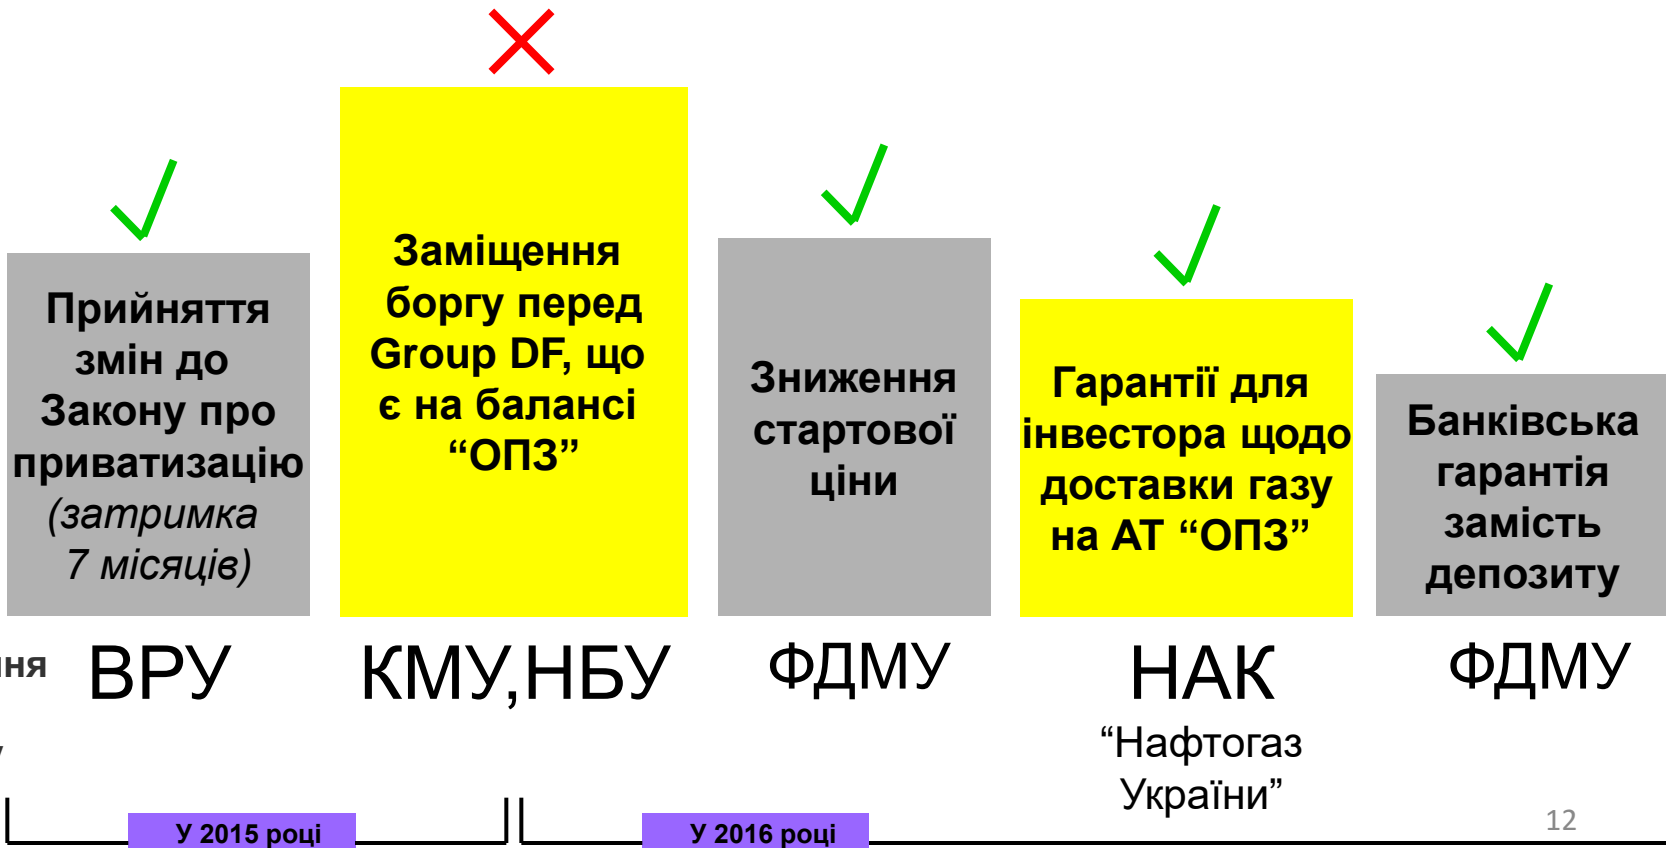 Прийняття
змін до
Закону про
приватизацію
(затримка
7 місяців)
Заміщення
боргу перед
Group DF, що
є на балансі
“ОПЗ”
Зниження
стартової
ціни
Гарантії для
інвестора щодо
доставки газу
на АТ “ОПЗ”
Банківська
гарантія
замість
депозиту
ння
ВРУ
КМУ,НБУ
ФДМУ
НАК
“Нафтогаз
України”
ФДМУ
У 2015 році
У 2016 році
12